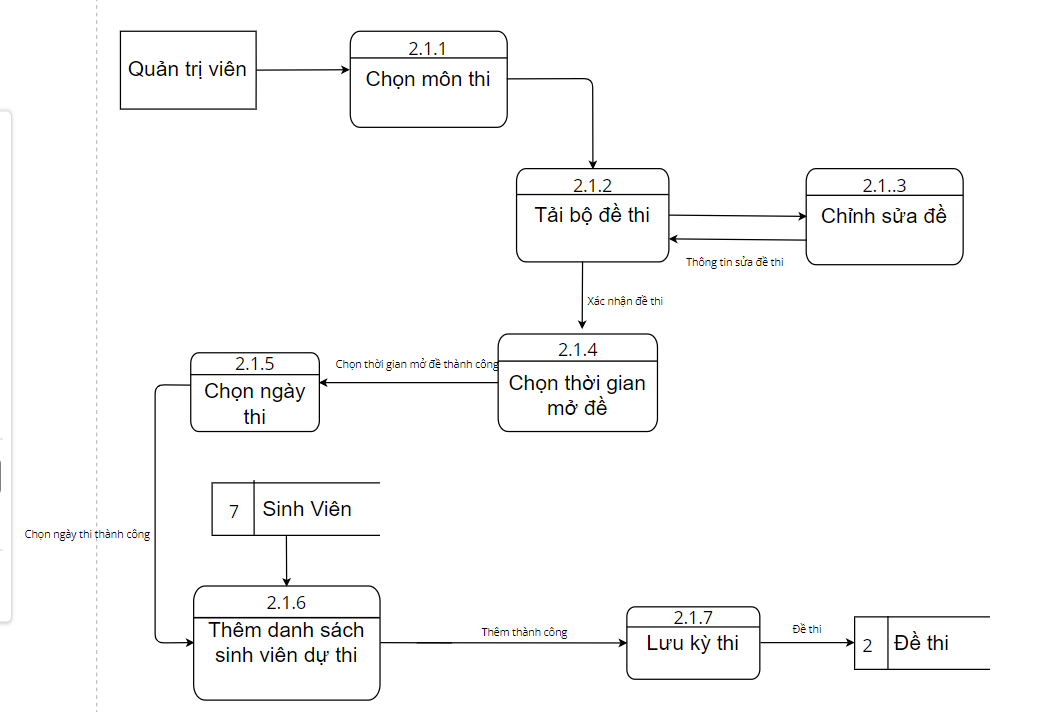 Quản trị viên
2.1.1
Chọn môn thi
2.1.2
Tải bộ đề thi
2.1..3
Chỉnh sửa đề
Thông tin sửa đề thi
Xác nhận đề thi
2.1.4
Chọn thời gian
mở đề
Chọn thời gian mở đề thành công
2.1.5
Chọn ngày
thi
Chọn ngày thi thành công
7
Sinh Viên
2.1.6
Thêm danh sách
sinh viên dự thi
Thêm thành công
2.1.7
Lưu kỳ thi
Đề thi
2
Đề thi